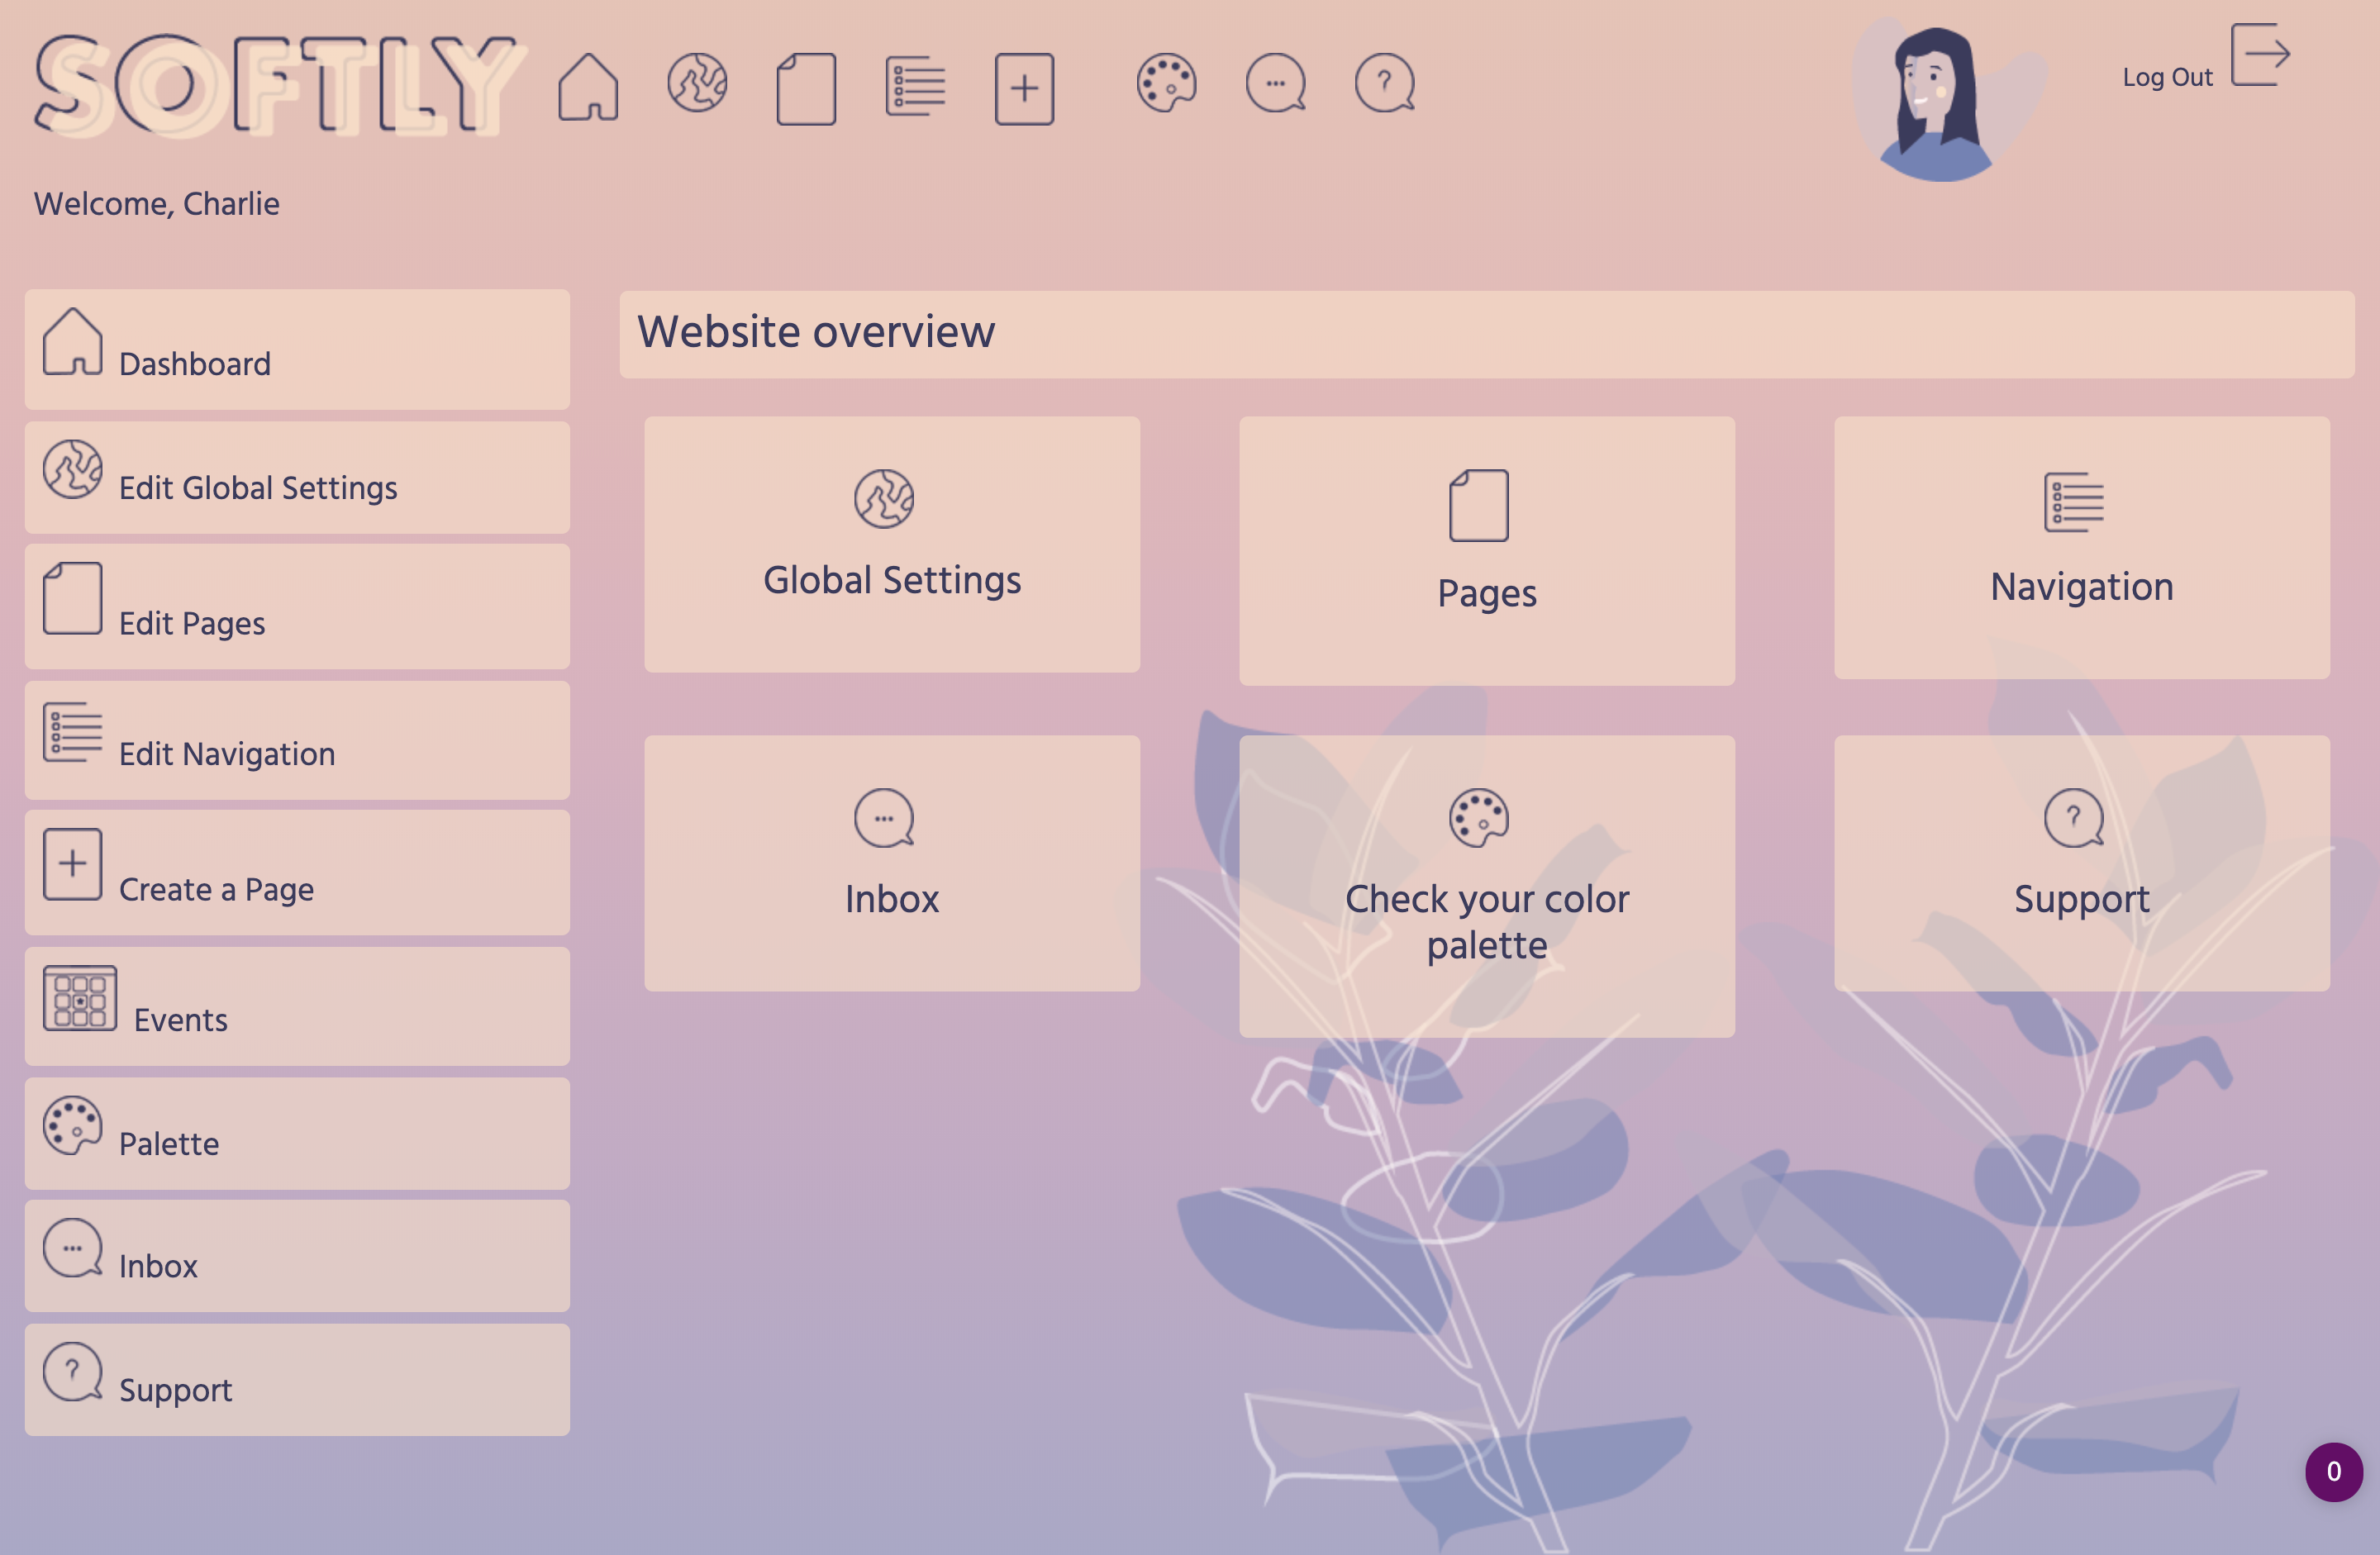 SOFTLY
Log Out
Welcome, Charlie
Dashboard
Edit Global Settings
Edit Pages
Edit Navigation
Create a Page
Events
Palette
Inbox
Support
Website overview
Global Settings
Pages
Navigation
Inbox
Check your color
palette
Support
0